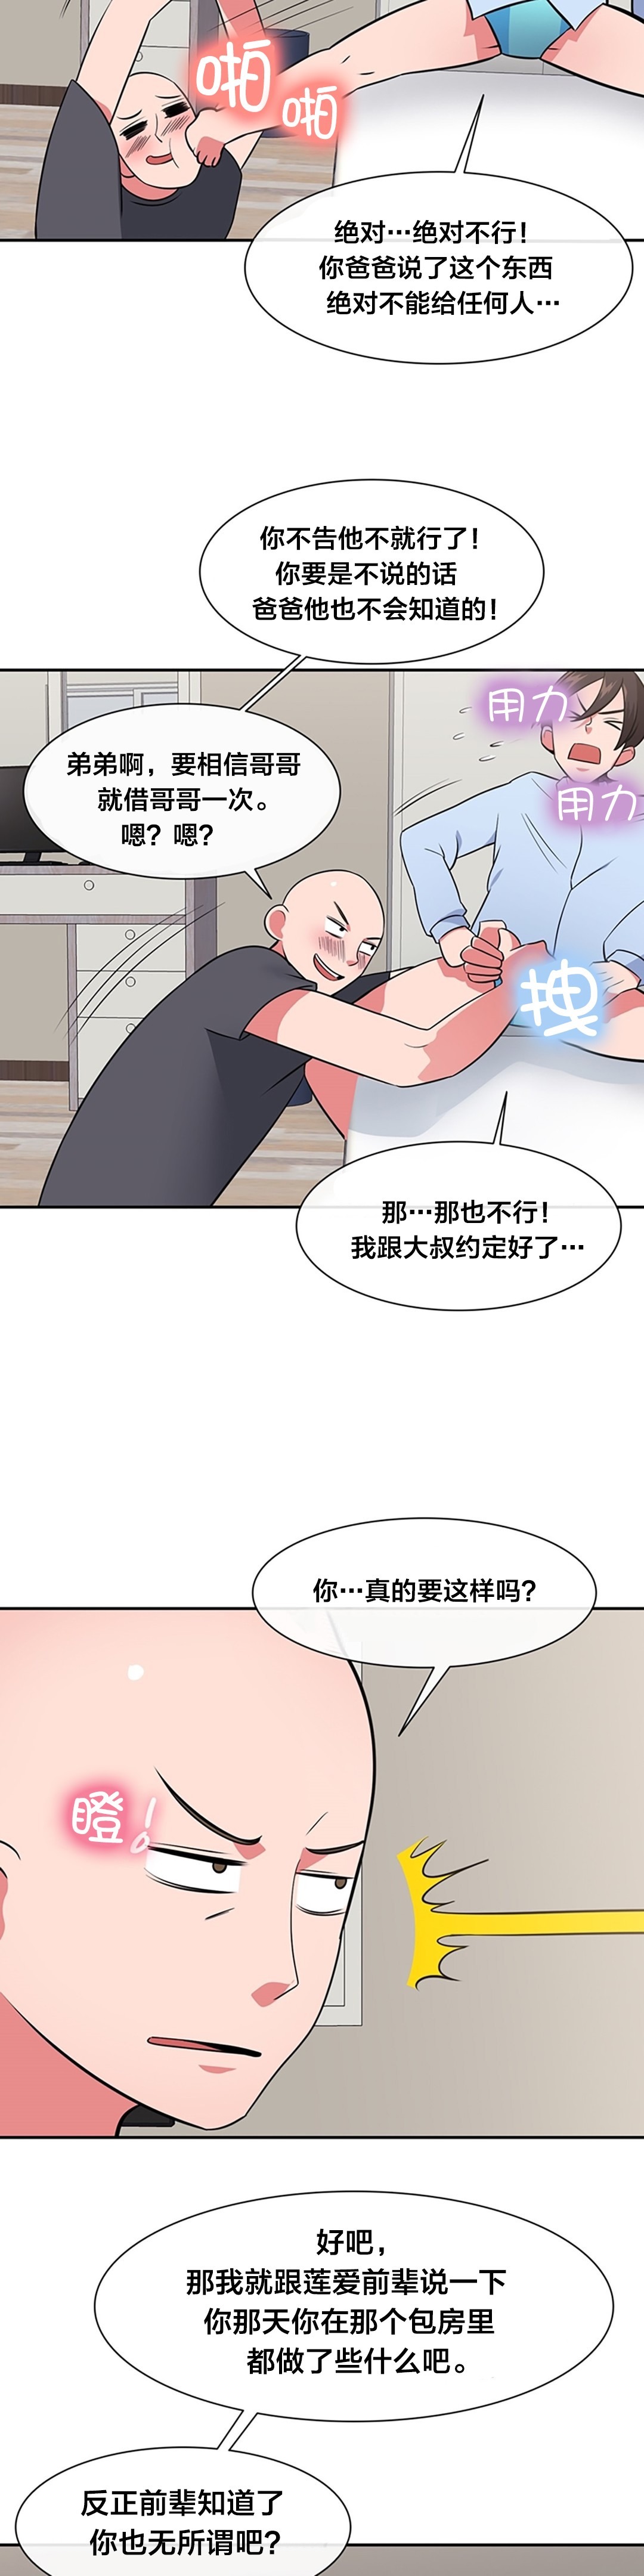 啪
啪
绝对…绝对不行！
你爸爸说了这个东西
绝对不能给任何人…
你不告他不就行了！
你要是不说的话
爸爸他也不会知道的！
用力
弟弟啊，要相信哥哥
就借哥哥一次。
嗯？嗯？
用力
拽
那…那也不行！
我跟大叔约定好了…
你…真的要这样吗？
瞪！
好吧，
那我就跟莲爱前辈说一下
你那天你在那个包房里
都做了些什么吧。
反正前辈知道了
你也无所谓吧？